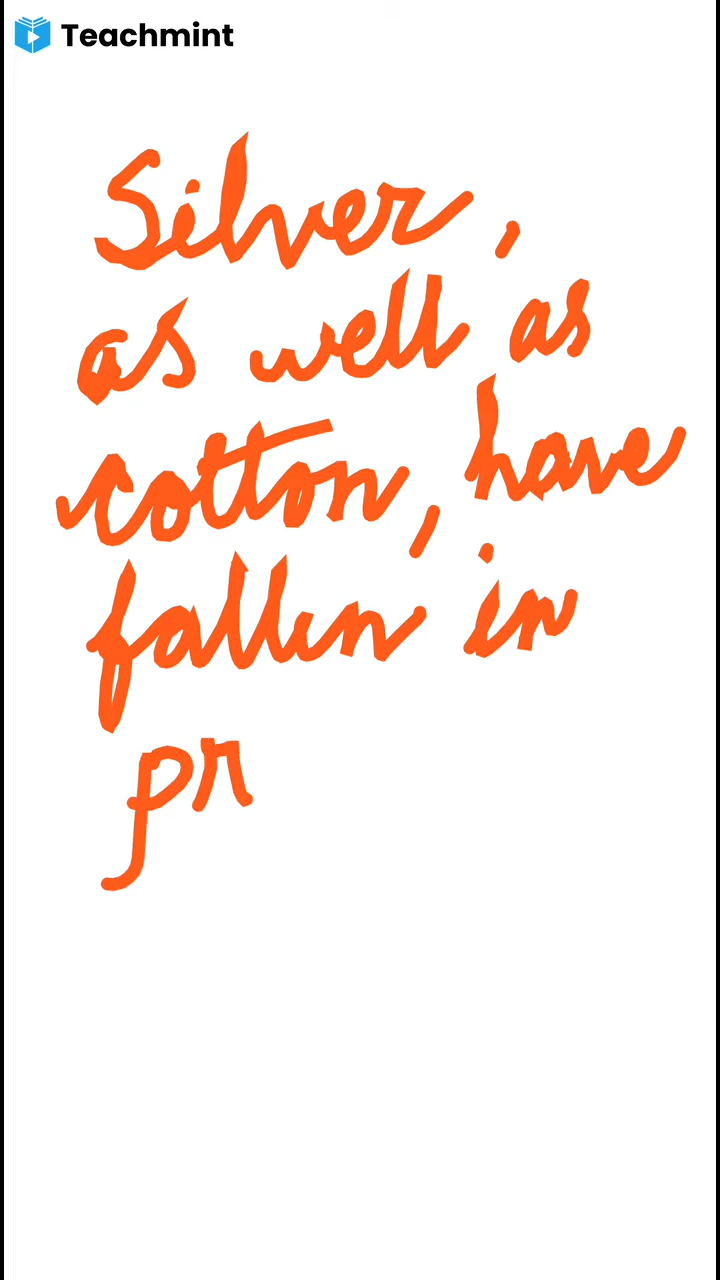 Teachmint
Silver,
as well as
cotton, have
fallen in
pr